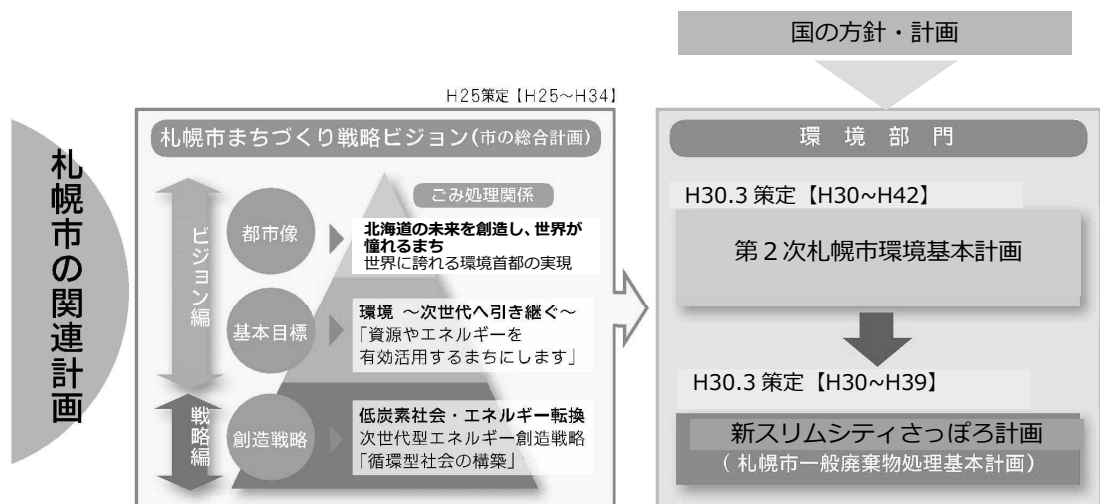 国の方針・計画
札幌市の関連計画
H25策定【H25～H34】
札幌市まちづくり戦略ビジョン(市の総合計画)
ごみ処理関係
ビジョン編
都市像
北海道の未来を創造し、世界が
憧れるまち
世界に誇れる環境首都の実現
基本目標
環境 ～次世代へ引き継ぐ～
「資源やエネルギーを
有効活用するまちにします」
戦略編
創造戦略
低炭素社会・エネルギー転換
次世代型エネルギー創造戦略
「循環型社会の構築」
環境部門
H30.3 策定【H30~H42】
第２次札幌市環境基本計画
H30.3 策定【H30~H39】
新スリムシティさっぽろ計画
（札幌市一般廃棄物処理基本計画）